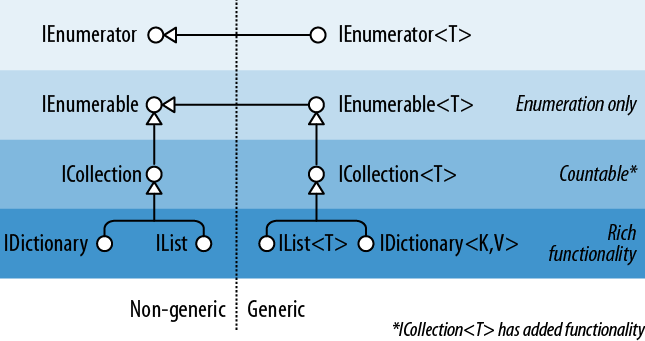 IEnumerator
IEnumerator<T>
IEnumerable
IEnumerable<T>
Enumeration only
ICollection
ICollection<T>
Countable*
IDictionary
IList
IList<T>
IDictionary<K,V>
Rich
functionality
Non-generic
Generic
*ICollection<T> has added functionality